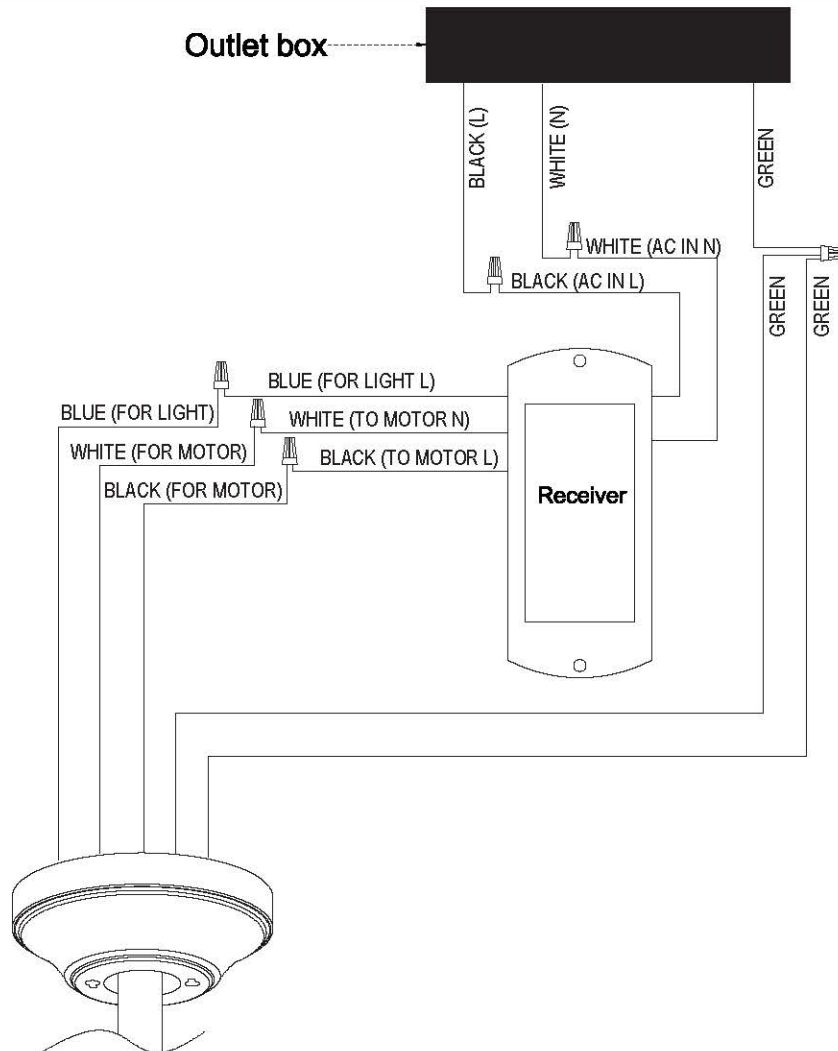 Outlet box
BLACK (L)
WHITE (N)
GREEN
WHITE (AC IN N)
BLACK (AC IN L)
GREEN
GREEN
BLUE (FOR LIGHT L)
BLUE (FOR LIGHT)
WHITE (TO MOTOR N)
WHITE (FOR MOTOR)
BLACK (TO MOTOR L)
BLACK (FOR MOTOR)
Receiver